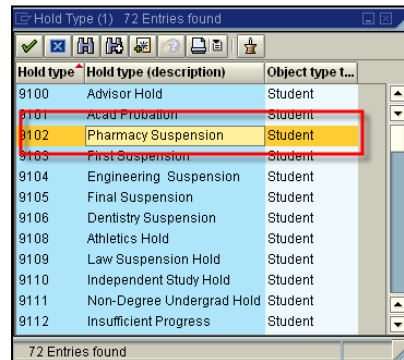 Hold Type (1) 72 Entries found
Hold type Hold type (description) Object type t...
9100 Advisor Hold Student
9101 Acad Probation Student
9102 Pharmacy Suspension Student
9103 First Suspension Student
9104 Engineering Suspension Student
9105 Final Suspension Student
9106 Dentistry Suspension Student
9108 Athletics Hold Student
9109 Law Suspension Hold Student
9110 Independent Study Hold Student
9111 Non-Degree Undergrad Hold Student
9112 Insufficient Progress Student
72 Entries found